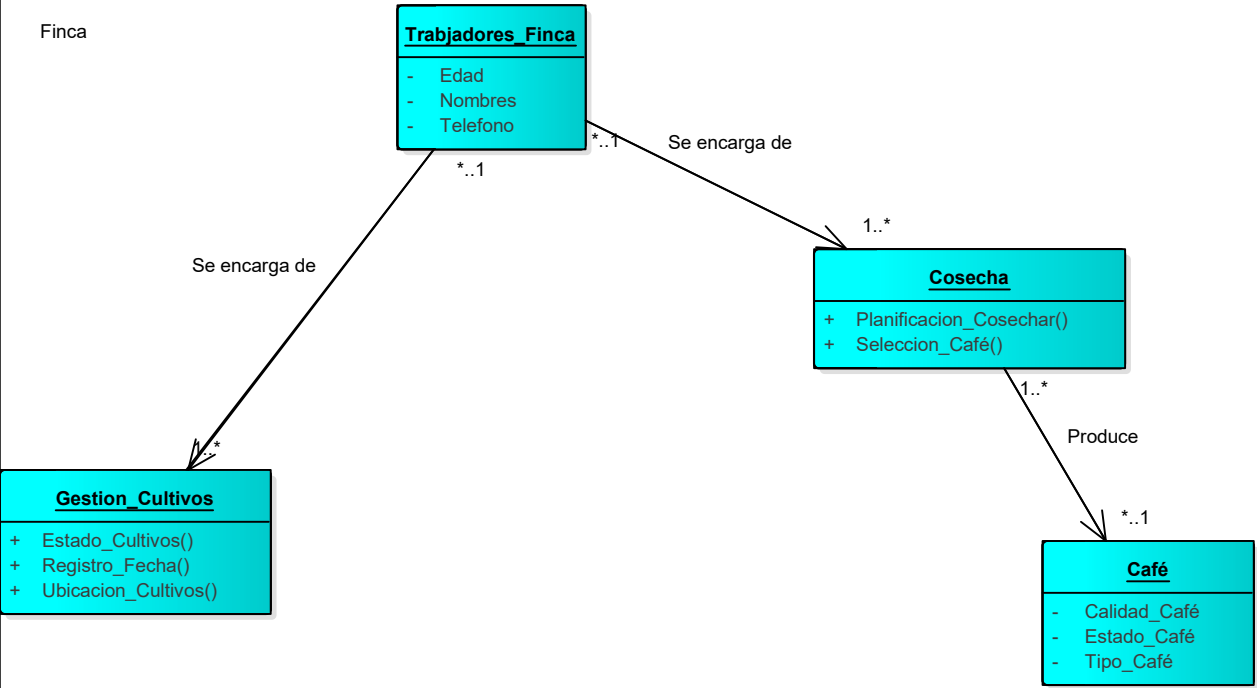 Finca
Trabjadores_Finca
- Edad
- Nombres
- Telefono
*..1
Se encarga de
1..*
*..1
Se encarga de
1..*
Cosecha
+ Planificacion_Cosechar()
+ Seleccion_Café()
1..*
Produce
*..1
Gestion_Cultivos
+ Estado_Cultivos()
+ Registro_Fecha()
+ Ubicacion_Cultivos()
Café
- Calidad_Café
- Estado_Café
- Tipo_Café